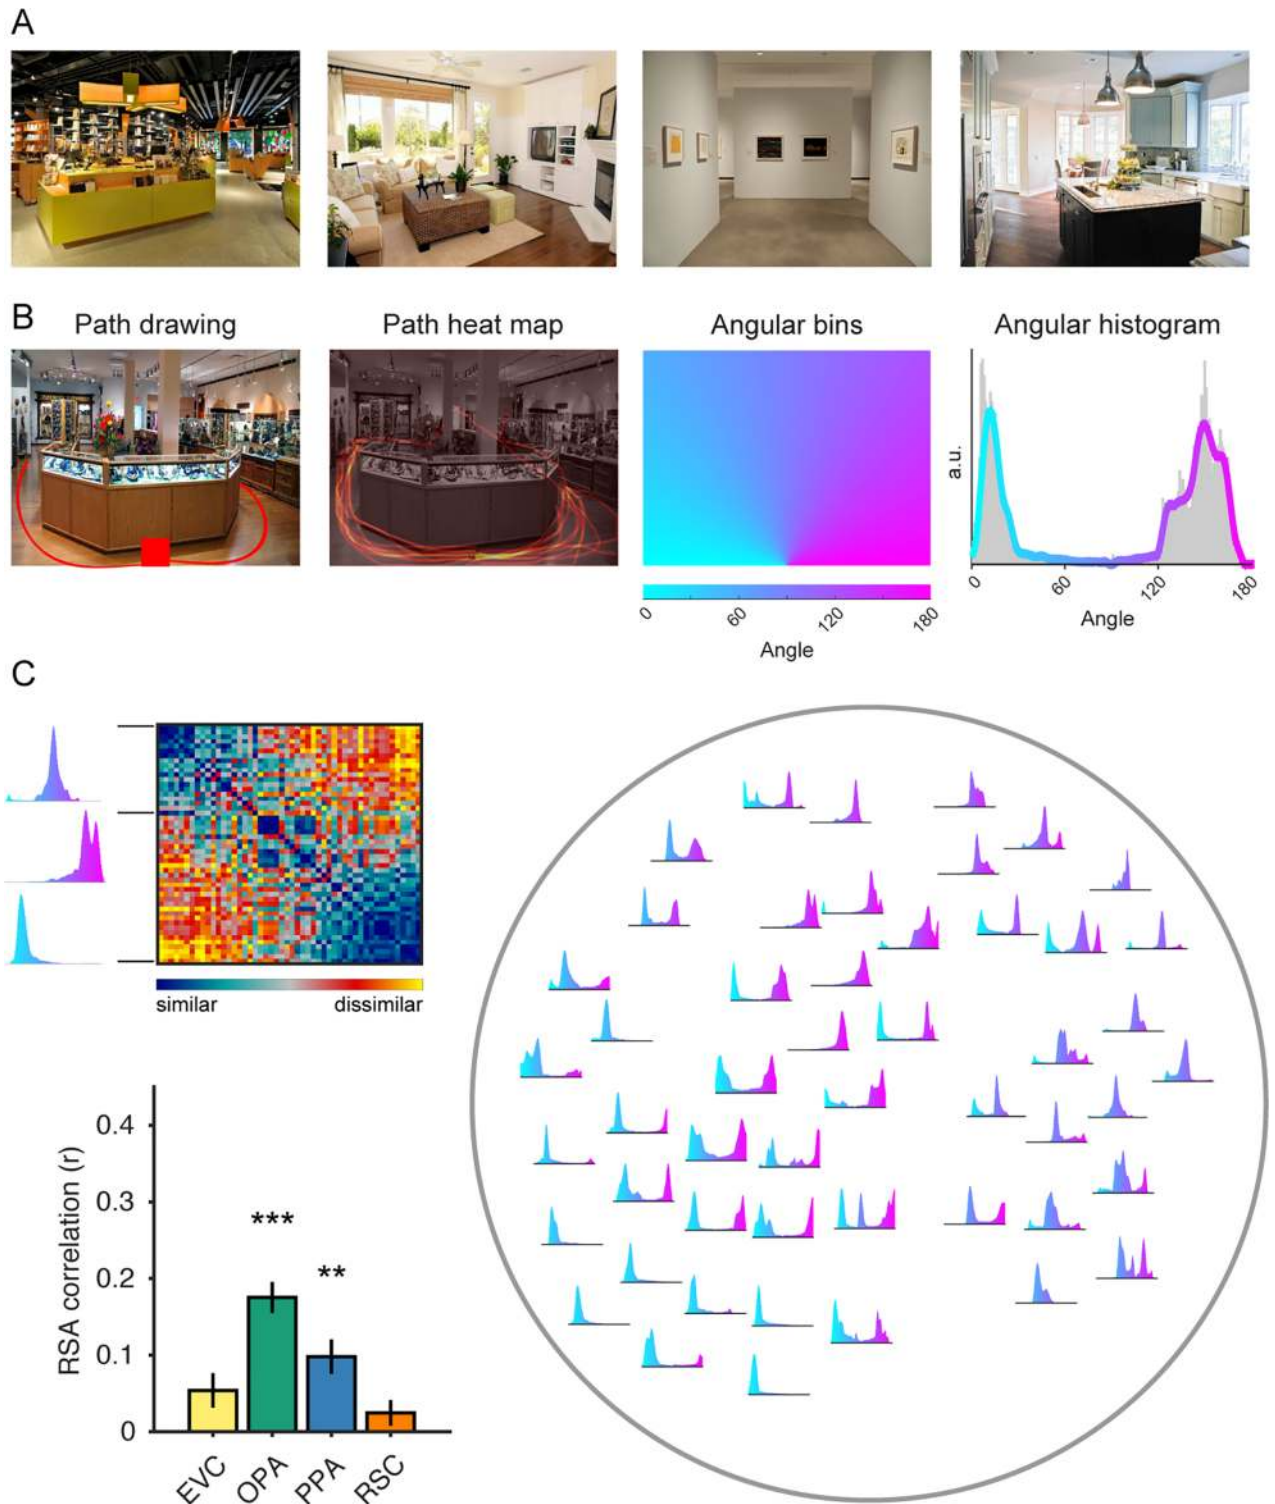 A
B
Path drawing
Path heat map
Angular bins
Angular histogram
a.u.
0
60
120
180
Angle
0
60
120
180
Angle
C
similar
dissimilar
RSA correlation (r)
0.4
0.3
0.2
0.1
0
***
**
EVC
OPA
PPA
RSC